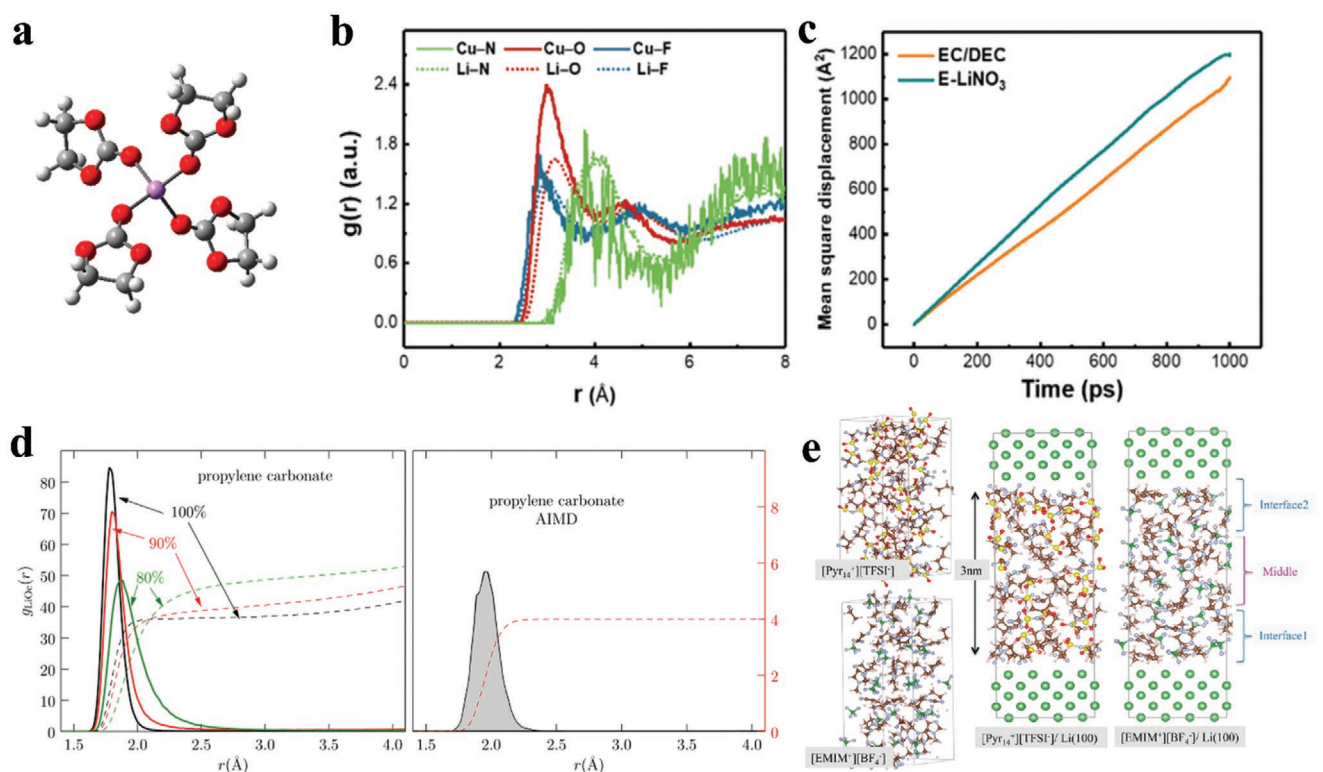 a
b
Cu–N Cu–O Cu–F
Li–N Li–O Li–F
g(r) (a.u.)
2.4
1.8
1.2
0.6
0.0
0 2 4 6 8
r (Å)
c
EC/DEC
E-LiNO₃
Mean square displacement (Å²)
1200
1000
800
600
400
200
0
0 200 400 600 800 1000
Time (ps)
d
propylene carbonate
100%
90%
80%
g_LiOc(r)
80
70
60
50
40
30
20
10
0
1.5 2.0 2.5 3.0 3.5 4.0
r(Å)
propylene carbonate
AIMD
8
6
4
2
0
1.5 2.0 2.5 3.0 3.5 4.0
r(Å)
e
[Pyr₁₄⁺][TFSI⁻]
[EMIM⁺][BF₄⁻]
3nm
Interface2
Middle
Interface1
[Pyr₁₄⁺][TFSI⁻]/ Li(100)
[EMIM⁺][BF₄⁻]/ Li(100)